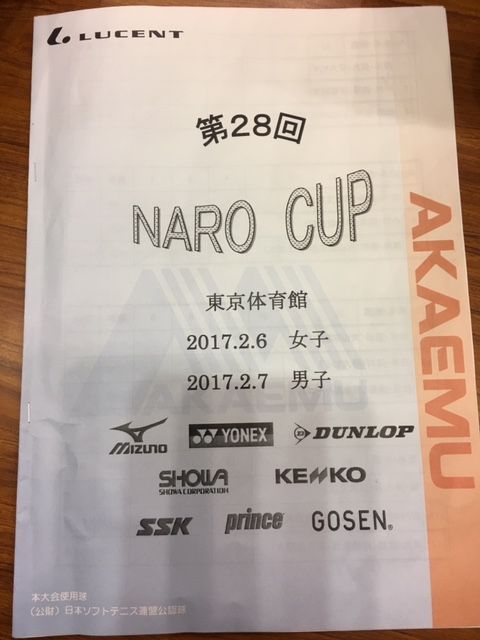 LUCENT
第28回
NARO CUP
東京体育館
2017.2.6 女子
2017.2.7 男子
AKAEMU
AKAEMU
MIZUNO YONEX DUNLOP
SHOWA KENKO
SHOWA CORPORATION
SSK prince GOSEN®
本大会使用球
(公財)日本ソフトテニス連盟公認球